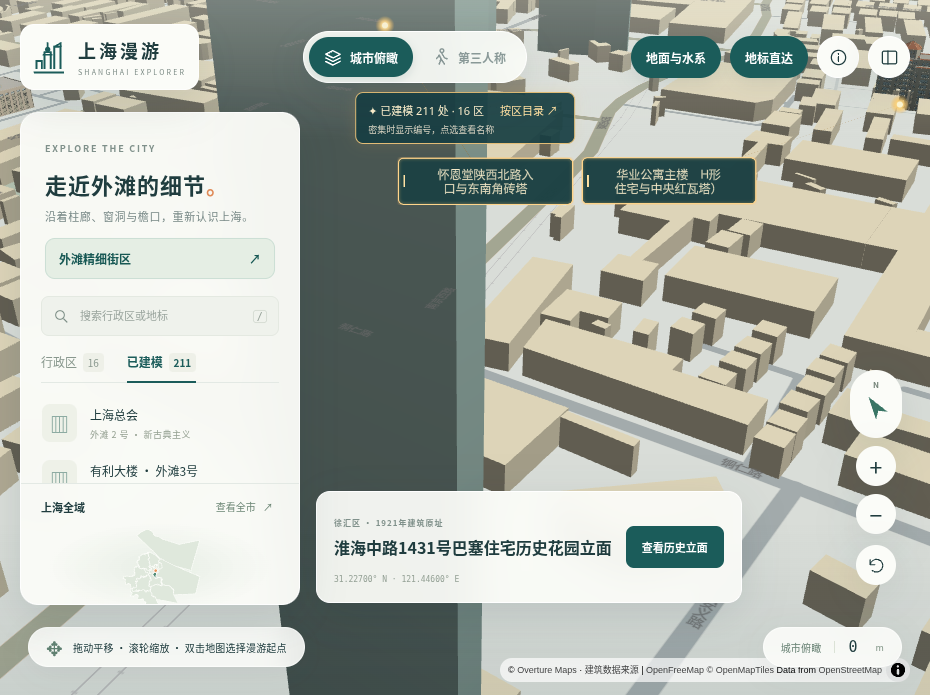 上海漫游
SHANGHAI EXPLORER
城市俯瞰
第三人称
地面与水系
地标直达
✦ 已建模 211 处 · 16 区 按区目录 ↗
密集时显示编号，点选查看名称
怀恩堂陕西北路入
口与东南角砖塔
华业公寓主楼 H形
住宅与中央红瓦塔）
EXPLORE THE CITY
走近外滩的细节。
沿着柱廊、窗洞与檐口，重新认识上海。
外滩精细街区 ↗
搜索行政区或地标 /
行政区 16
已建模 211
上海总会
外滩 2 号 · 新古典主义
有利大楼 · 外滩3号
上海全域
查看全市 ↗
N
铜仁路
徐汇区 · 1921年建筑原址
淮海中路1431号巴塞住宅历史花园立面
31.22700° N · 121.44600° E
查看历史立面
拖动平移 · 滚轮缩放 · 双击地图选择漫游起点
城市俯瞰 0 m
© Overture Maps · 建筑数据来源 | OpenFreeMap © OpenMapTiles Data from OpenStreetMap